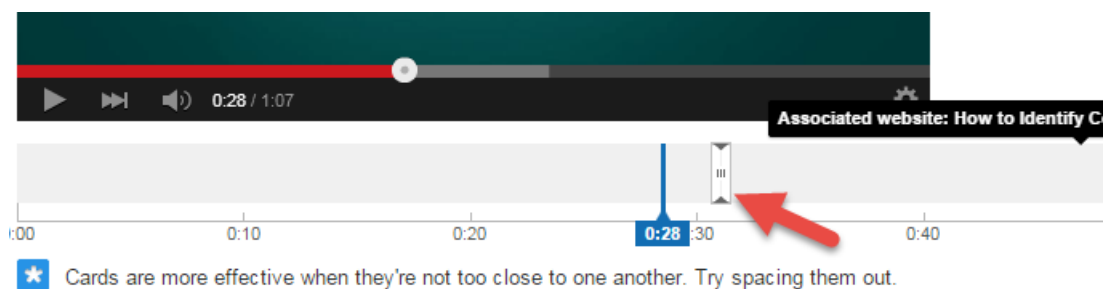 0:28 / 1:07
Associated website: How to Identify
:00 0:10 0:20 0:28 :30 0:40
Cards are more effective when they're not too close to one another. Try spacing them out.